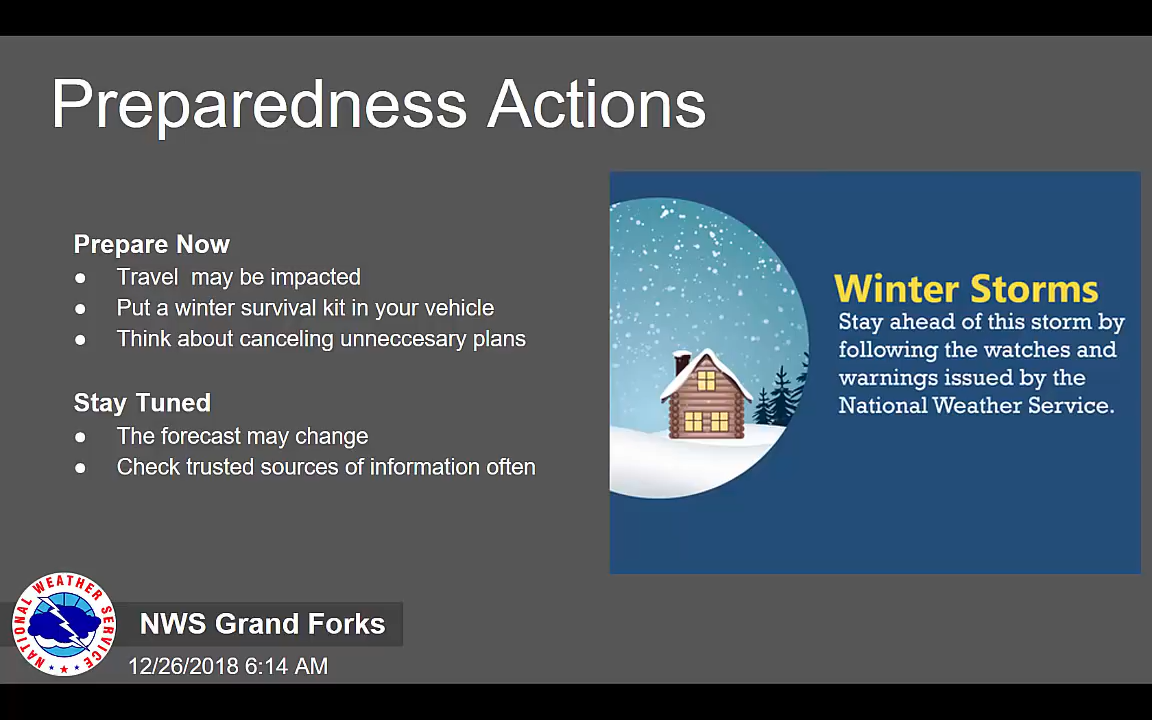 Preparedness Actions
Prepare Now
● Travel  may be impacted
● Put a winter survival kit in your vehicle
● Think about canceling unneccesary plans
Stay Tuned
● The forecast may change
● Check trusted sources of information often
Winter Storms
Stay ahead of this storm by
following the watches and
warnings issued by the
National Weather Service.
NATIONAL WEATHER SERVICE
NWS Grand Forks
12/26/2018 6:14 AM